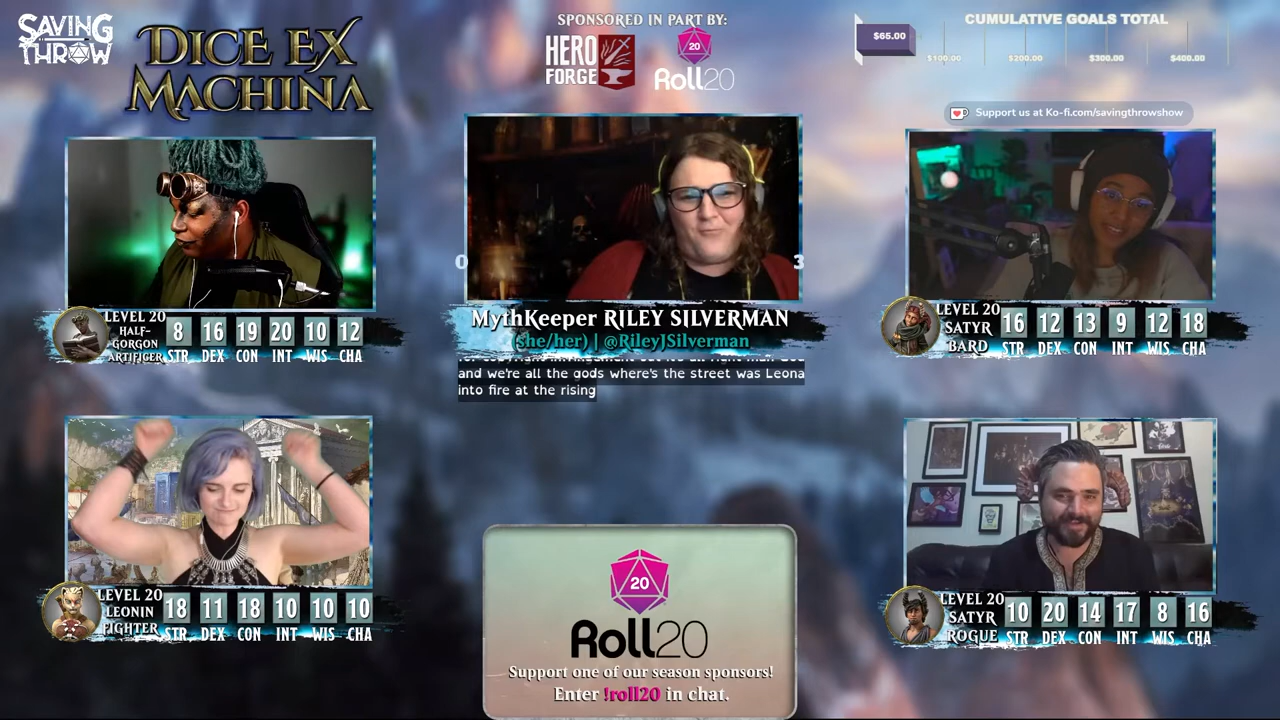 SAVING
THROW
DICE EX
MACHINA
SPONSORED IN PART BY:
HERO
FORGE
20
Roll20
CUMULATIVE GOALS TOTAL
$65.00
$100.00
$200.00
$300.00
$400.00
Support us at Ko-fi.com/savingthrowshow
0
3
LEVEL 20
HALF-
GORGON
ARTIFICER
8 16 19 20 10 12
STR DEX CON INT WIS CHA
MythKeeper RILEY SILVERMAN
(she/her) | @RileyJSilverman
and we're all the gods where's the street was Leona
into fire at the rising
LEVEL 20
SATYR
BARD
16 12 13 9 12 18
STR DEX CON INT WIS CHA
LEVEL 20
LEONIN
FIGHTER
18 11 18 10 10 10
STR DEX CON INT WIS CHA
20
Roll20
Support one of our season sponsors!
Enter !roll20 in chat.
LEVEL 20
SATYR
ROGUE
10 20 14 17 8 16
STR DEX CON INT WIS CHA